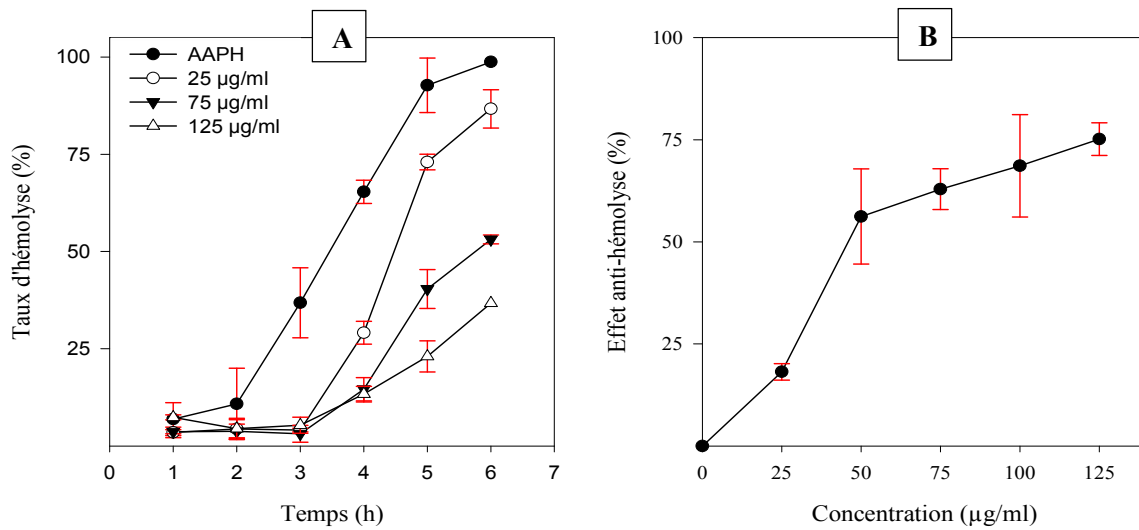 A
Taux d'hémolyse (%)
100
75
50
25
AAPH
25 µg/ml
75 µg/ml
125 µg/ml
0 1 2 3 4 5 6 7
Temps (h)
B
Effet anti-hémolyse (%)
100
75
50
25
0
0 25 50 75 100 125
Concentration (µg/ml)